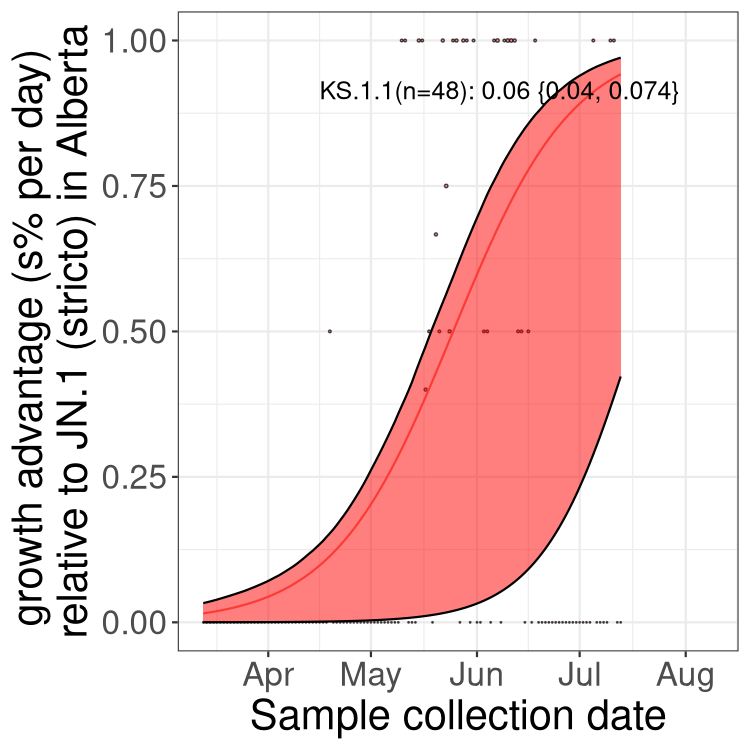 growth advantage (s% per day)
relative to JN.1 (stricto) in Alberta
1.00
0.75
0.50
0.25
0.00
KS.1.1(n=48): 0.06 {0.04, 0.074}
Apr May Jun Jul Aug
Sample collection date